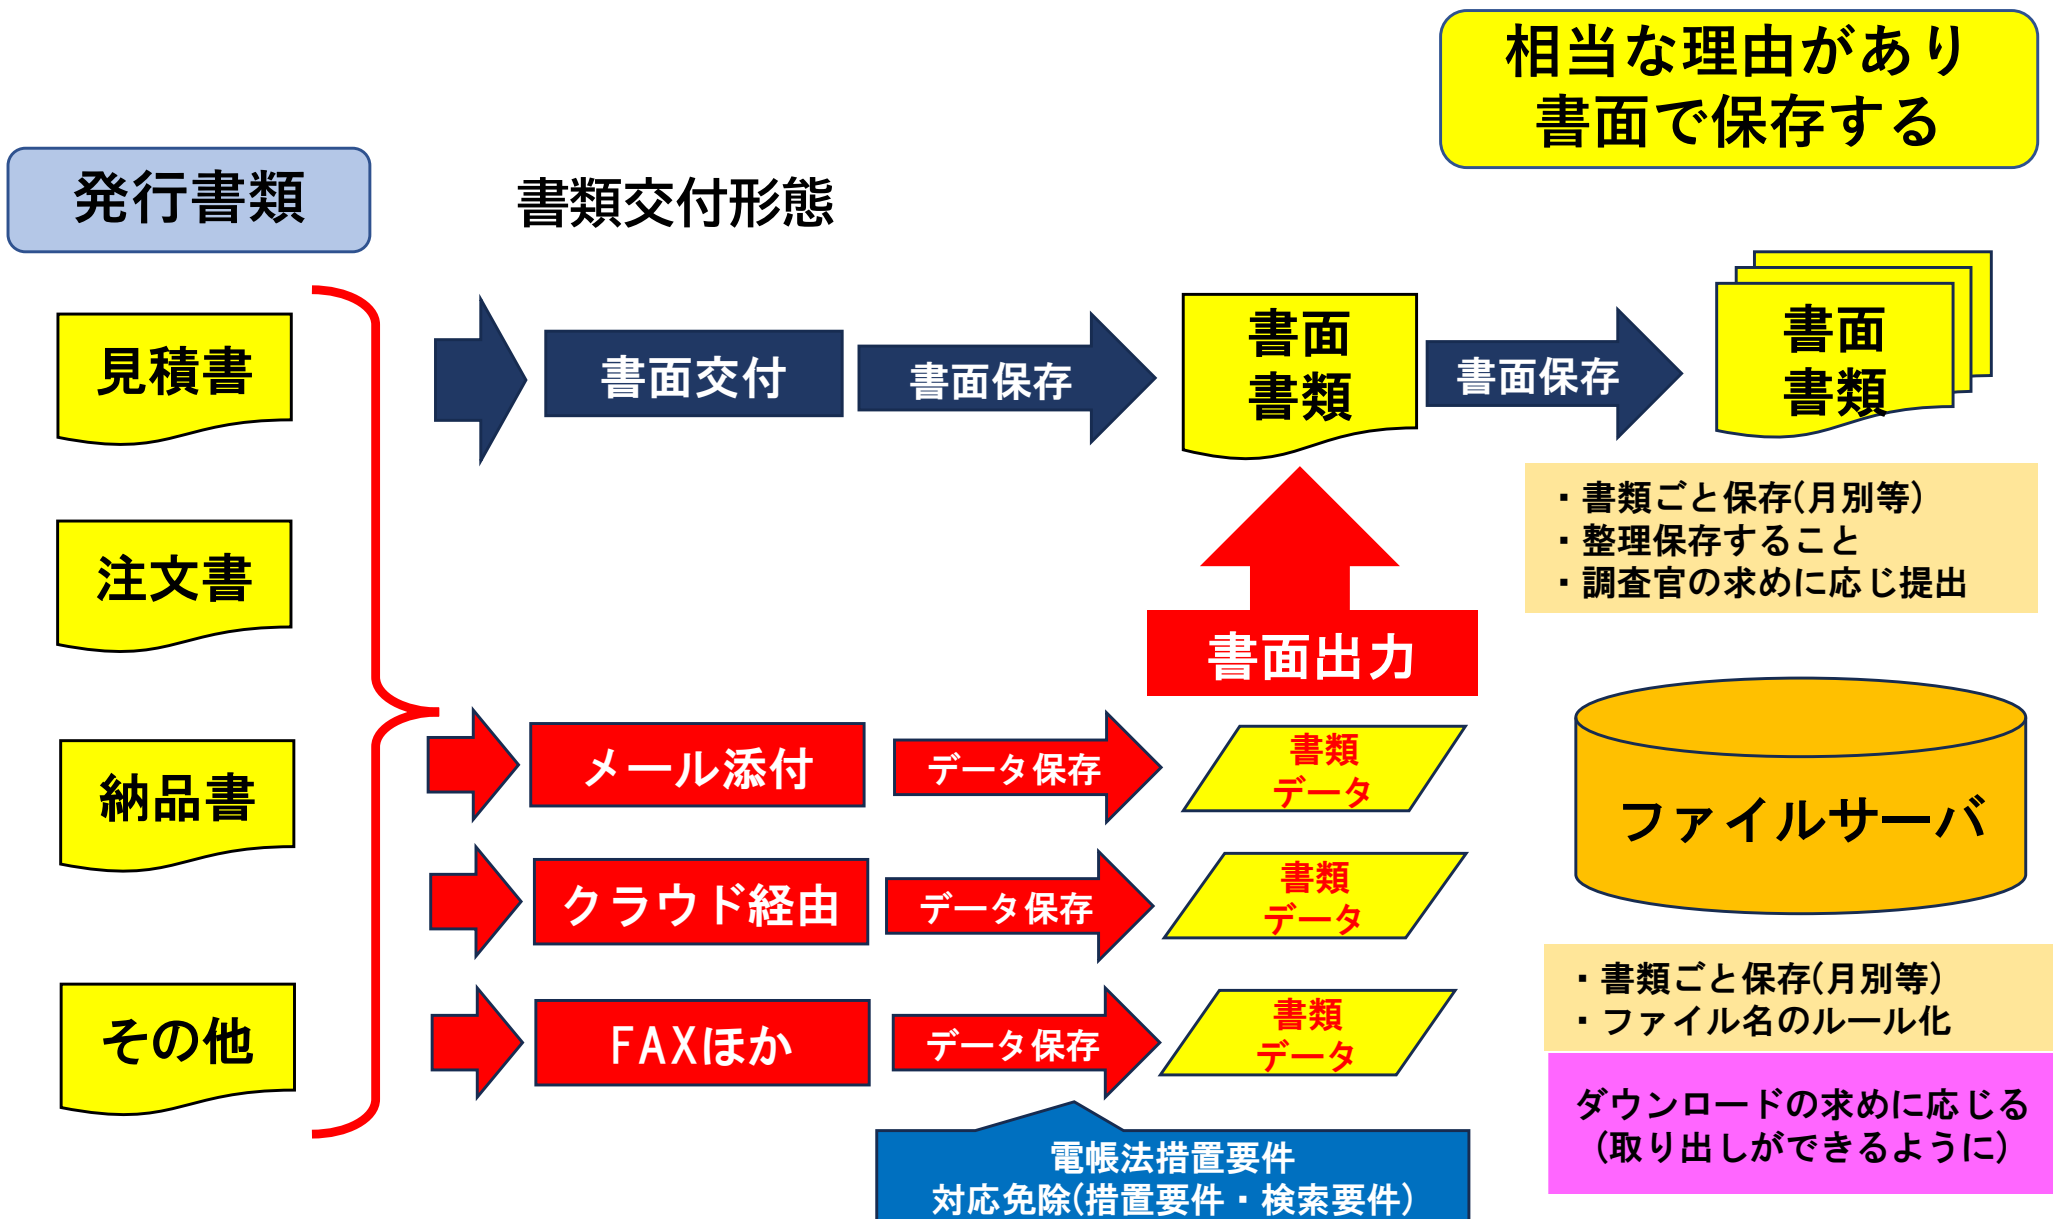 相当な理由があり
書面で保存する
発行書類
書類交付形態
見積書
注文書
納品書
その他
書面交付
書面保存
書面
書類
書面保存
書面
書類
・書類ごと保存(月別等)
・整理保存すること
・調査官の求めに応じ提出
書面出力
メール添付
データ保存
書類
データ
クラウド経由
データ保存
書類
データ
FAXほか
データ保存
書類
データ
ファイルサーバ
・書類ごと保存(月別等)
・ファイル名のルール化
ダウンロードの求めに応じる
(取り出しができるように)
電帳法措置要件
対応免除(措置要件・検索要件)